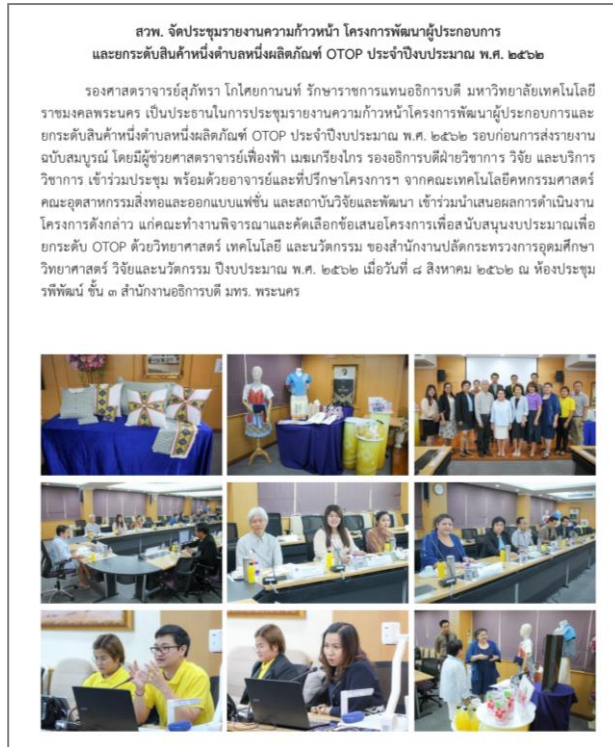 สวพ. จัดประชุมรายงานความก้าวหน้า โครงการพัฒนาผู้ประกอบการ
และยกระดับสินค้าหนึ่งตำบลหนึ่งผลิตภัณฑ์ OTOP ประจำปีงบประมาณ พ.ศ. ๒๕๖๒
รองศาสตราจารย์สุภัทรา โกไศยกานนท์ รักษาราชการแทนอธิการบดี มหาวิทยาลัยเทคโนโลยี
ราชมงคลพระนคร เป็นประธานในการประชุมรายงานความก้าวหน้าโครงการพัฒนาผู้ประกอบการและ
ยกระดับสินค้าหนึ่งตำบลหนึ่งผลิตภัณฑ์ OTOP ประจำปีงบประมาณ พ.ศ. ๒๕๖๒ รอบก่อนการส่งรายงาน
ฉบับสมบูรณ์ โดยมีผู้ช่วยศาสตราจารย์เฟื่องฟ้า เมฆเกรียงไกร รองอธิการบดีฝ่ายวิชาการ วิจัย และบริการ
วิชาการ เข้าร่วมประชุม พร้อมด้วยอาจารย์และที่ปรึกษาโครงการฯ จากคณะเทคโนโลยีคหกรรมศาสตร์
คณะอุตสาหกรรมสิ่งทอและออกแบบแฟชั่น และสถาบันวิจัยและพัฒนา เข้าร่วมนำเสนอผลการดำเนินงาน
โครงการดังกล่าว แก่คณะทำงานพิจารณาและคัดเลือกข้อเสนอโครงการเพื่อสนับสนุนงบประมาณเพื่อ
ยกระดับ OTOP ด้วยวิทยาศาสตร์ เทคโนโลยี และนวัตกรรม ของสำนักงานปลัดกระทรวงการอุดมศึกษา
วิทยาศาสตร์ วิจัยและนวัตกรรม ปีงบประมาณ พ.ศ. ๒๕๖๒ เมื่อวันที่ ๘ สิงหาคม ๒๕๖๒ ณ ห้องประชุม
รพีพัฒน์ ชั้น ๓ สำนักงานอธิการบดี มทร. พระนคร